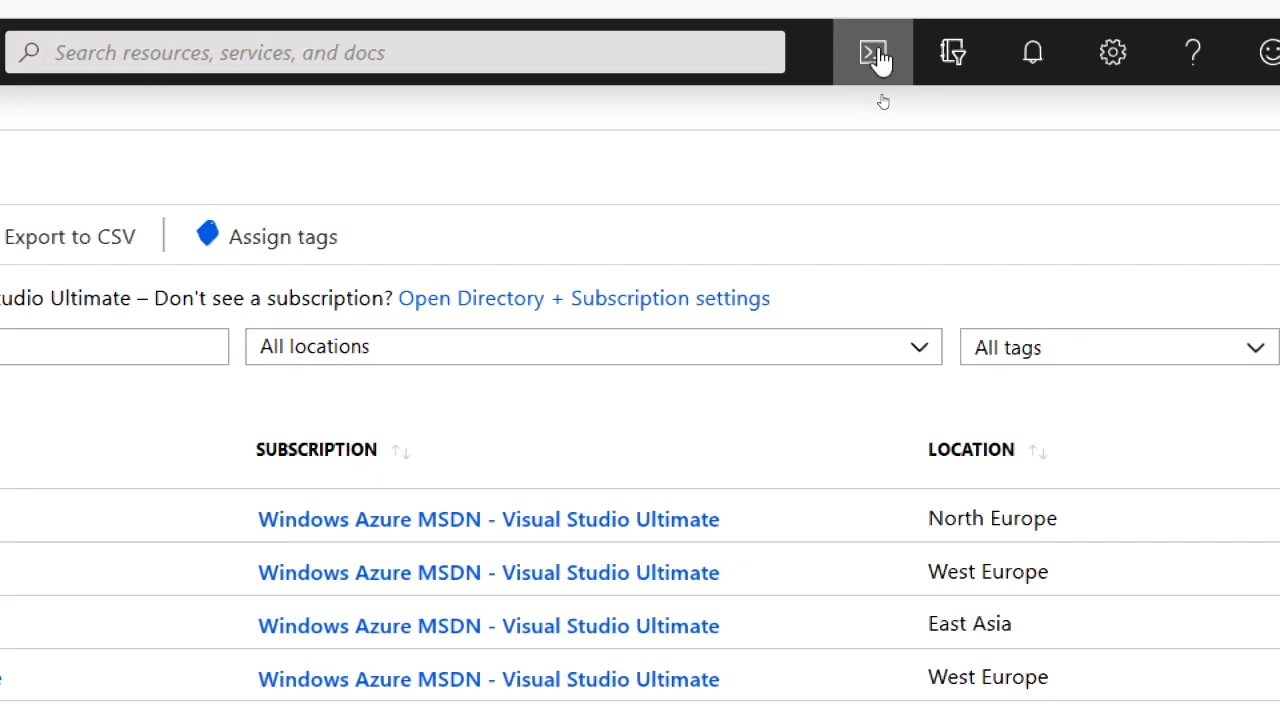 Search resources, services, and docs
Export to CSV
Assign tags
tudio Ultimate – Don't see a subscription? Open Directory + Subscription settings
All locations
All tags
SUBSCRIPTION
LOCATION
Windows Azure MSDN - Visual Studio Ultimate
North Europe
Windows Azure MSDN - Visual Studio Ultimate
West Europe
Windows Azure MSDN - Visual Studio Ultimate
East Asia
Windows Azure MSDN - Visual Studio Ultimate
West Europe